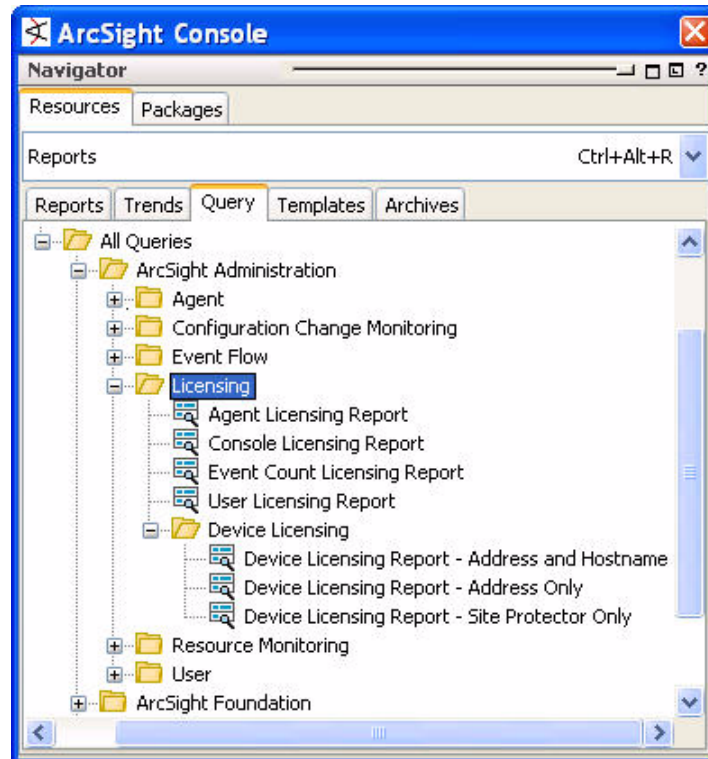 ArcSight Console
Navigator ?
Resources Packages
Reports Ctrl+Alt+R
Reports Trends Query Templates Archives
All Queries
ArcSight Administration
Agent
Configuration Change Monitoring
Event Flow
Licensing
Agent Licensing Report
Console Licensing Report
Event Count Licensing Report
User Licensing Report
Device Licensing
Device Licensing Report - Address and Hostname
Device Licensing Report - Address Only
Device Licensing Report - Site Protector Only
Resource Monitoring
User
ArcSight Foundation